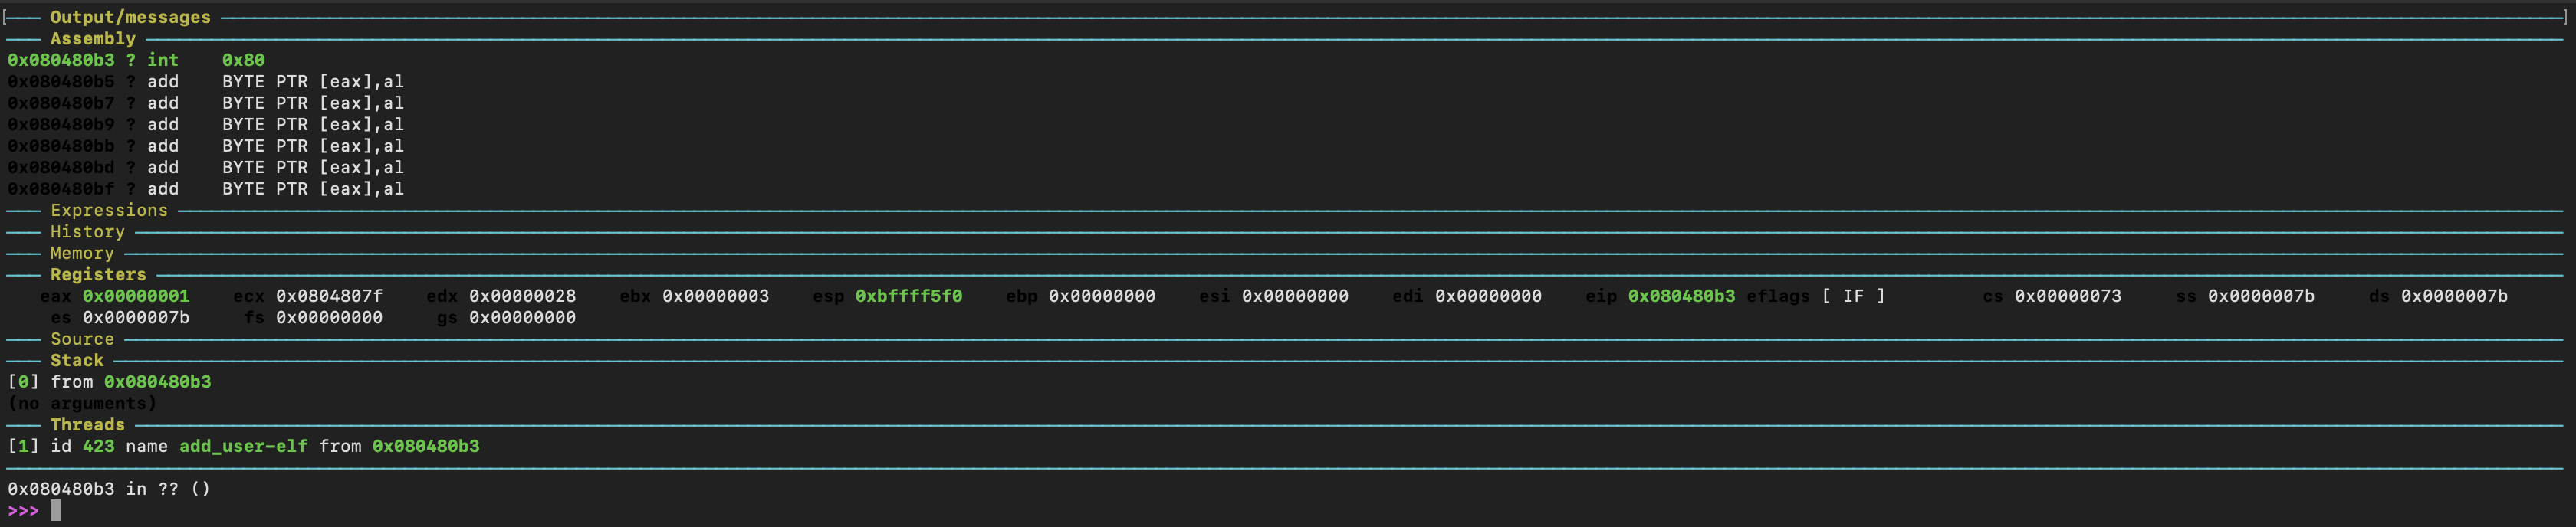 Output/messages
Assembly
0x080480b3 ? int 0x80
0x080480b5 ? add BYTE PTR [eax],al
0x080480b7 ? add BYTE PTR [eax],al
0x080480b9 ? add BYTE PTR [eax],al
0x080480bb ? add BYTE PTR [eax],al
0x080480bd ? add BYTE PTR [eax],al
0x080480bf ? add BYTE PTR [eax],al
Expressions
History
Memory
Registers
eax 0x00000001 ecx 0x0804807f edx 0x00000028 ebx 0x00000003 esp 0xbffff5f0 ebp 0x00000000 esi 0x00000000 edi 0x00000000 eip 0x080480b3 eflags [ IF ] cs 0x00000073 ss 0x0000007b ds 0x0000007b
es 0x0000007b fs 0x00000000 gs 0x00000000
Source
Stack
[0] from 0x080480b3
(no arguments)
Threads
[1] id 423 name add_user-elf from 0x080480b3
0x080480b3 in ?? ()
>>>